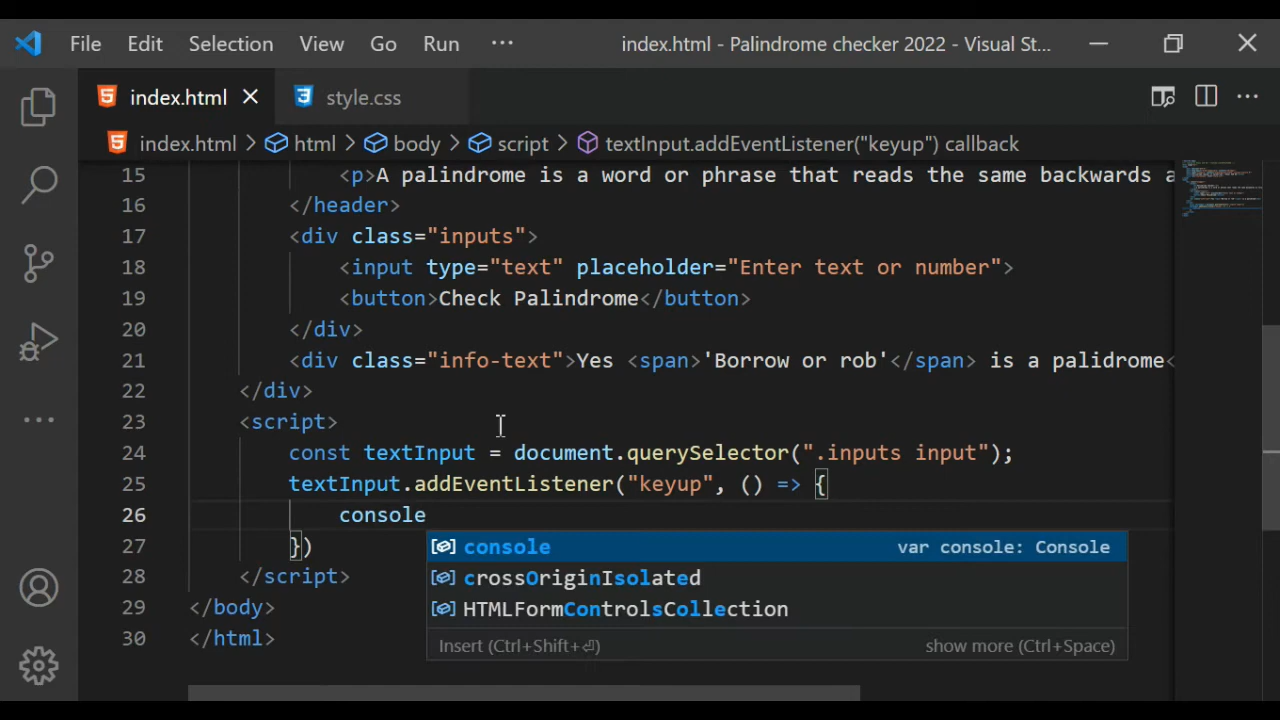 File Edit Selection View Go Run ··· index.html - Palindrome checker 2022 - Visual St...
index.html style.css
index.html > html > body > script > textInput.addEventListener("keyup") callback
15 <p>A palindrome is a word or phrase that reads the same backwards a
16 </header>
17 <div class="inputs">
18 <input type="text" placeholder="Enter text or number">
19 <button>Check Palindrome</button>
20 </div>
21 <div class="info-text">Yes <span>'Borrow or rob'</span> is a palidrome<
22 </div>
23 <script>
24 const textInput = document.querySelector(".inputs input");
25 textInput.addEventListener("keyup", () => {
26 console
27 })
console var console: Console
28 </script>
crossOriginIsolated
29 </body>
HTMLFormControlsCollection
30 </html>
Insert (Ctrl+Shift+⏎) show more (Ctrl+Space)